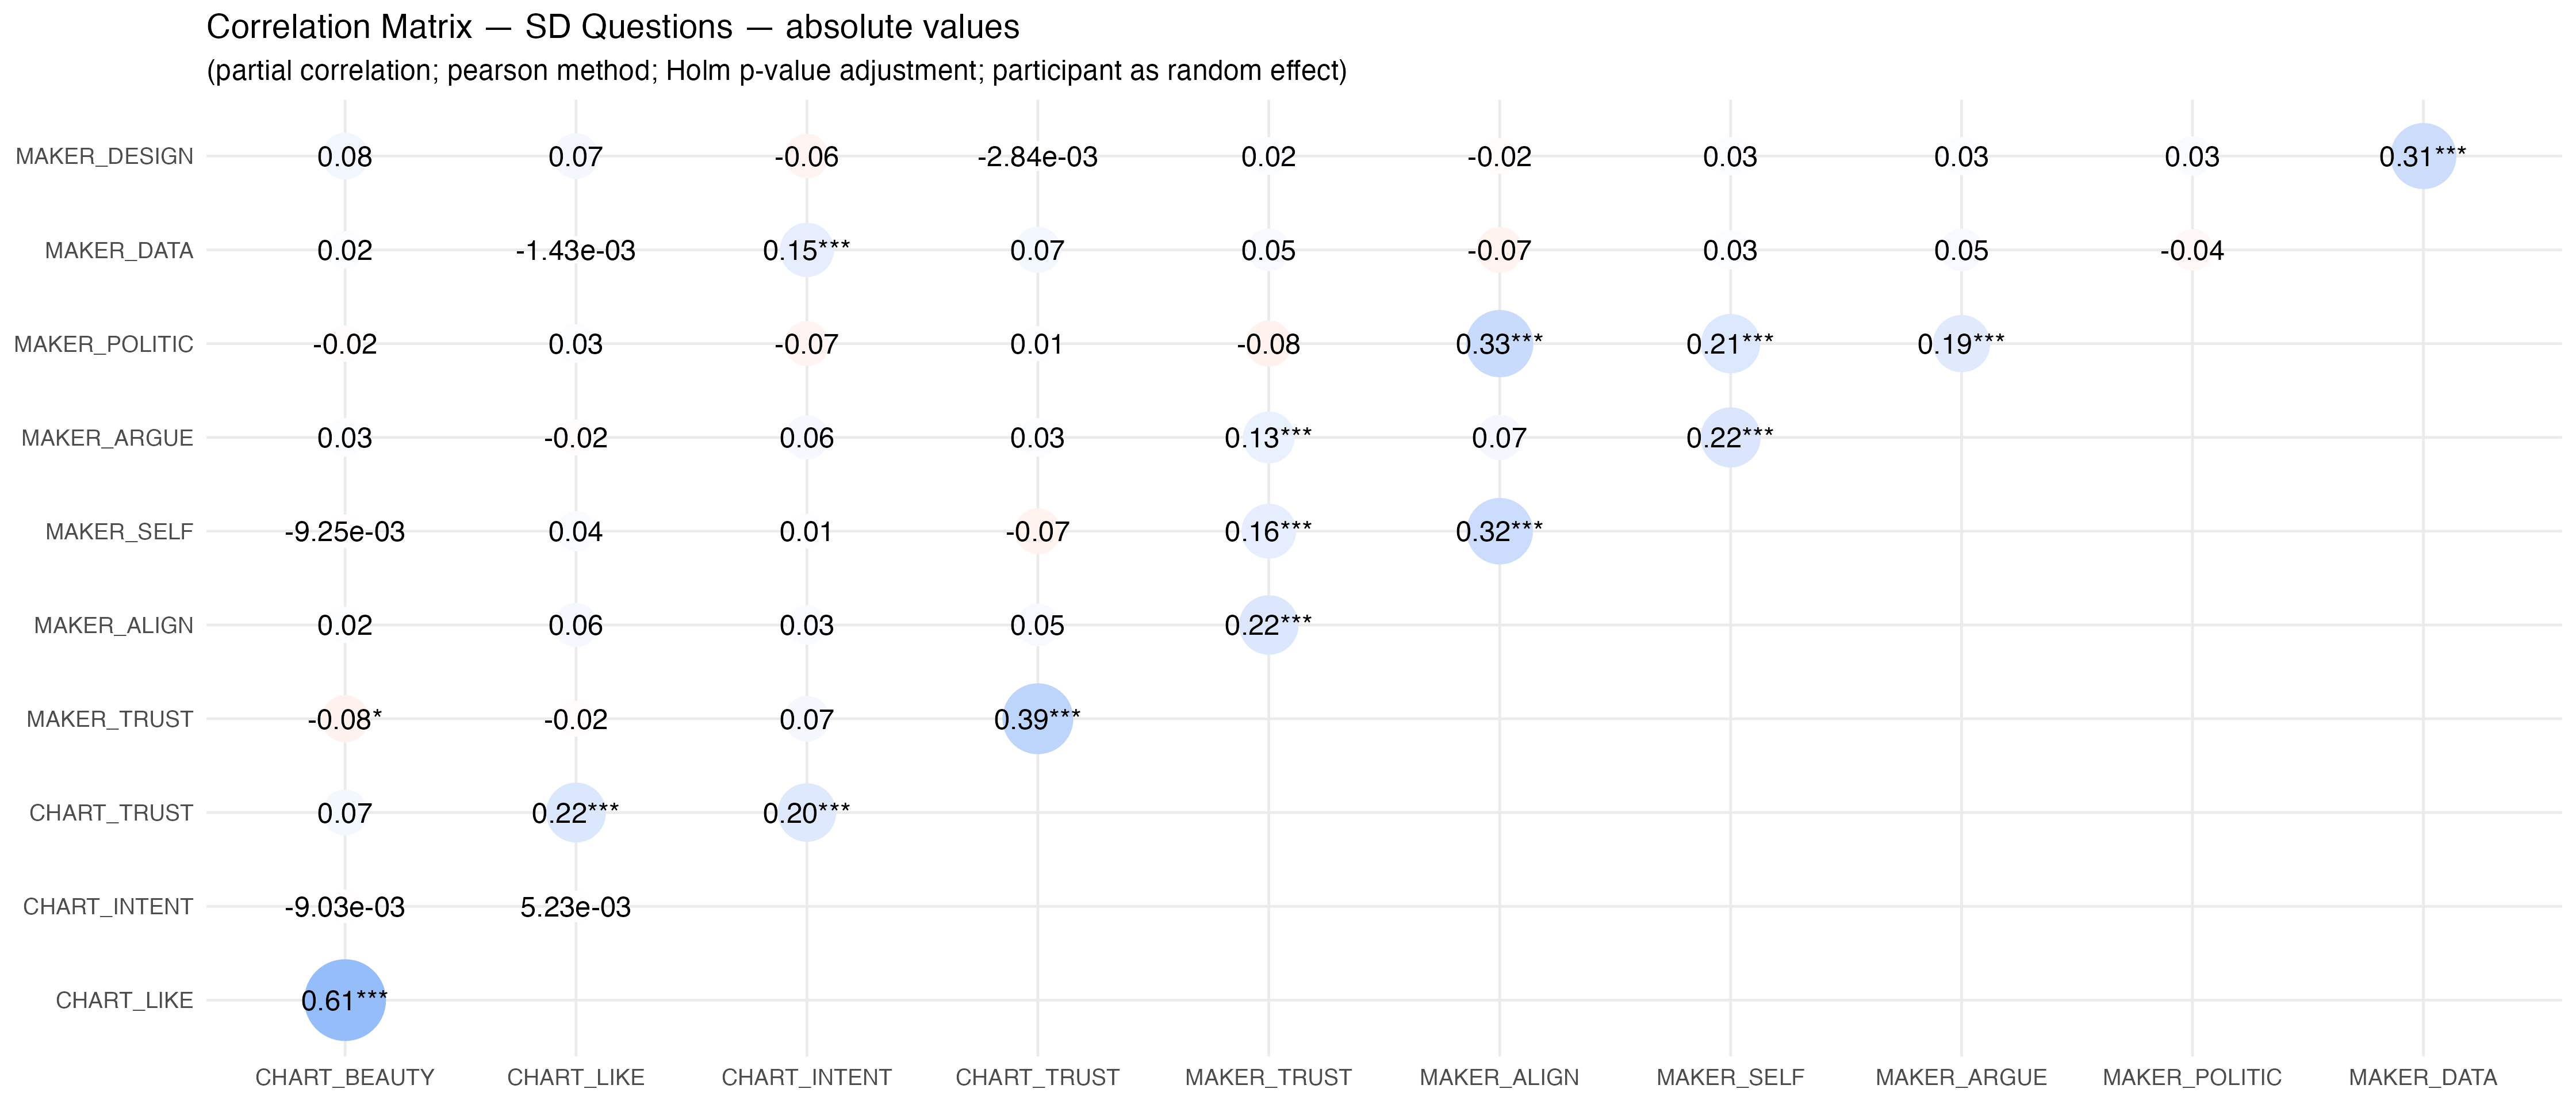 Correlation Matrix — SD Questions — absolute values
(partial correlation; pearson method; Holm p-value adjustment; participant as random effect)
MAKER_DESIGN 0.08 0.07 -0.06 -2.84e-03 0.02 -0.02 0.03 0.03 0.03 0.31***
MAKER_DATA 0.02 -1.43e-03 0.15*** 0.07 0.05 -0.07 0.03 0.05 -0.04
MAKER_POLITIC -0.02 0.03 -0.07 0.01 -0.08 0.33*** 0.21*** 0.19***
MAKER_ARGUE 0.03 -0.02 0.06 0.03 0.13*** 0.07 0.22***
MAKER_SELF -9.25e-03 0.04 0.01 -0.07 0.16*** 0.32***
MAKER_ALIGN 0.02 0.06 0.03 0.05 0.22***
MAKER_TRUST -0.08* -0.02 0.07 0.39***
CHART_TRUST 0.07 0.22*** 0.20***
CHART_INTENT -9.03e-03 5.23e-03
CHART_LIKE 0.61***
CHART_BEAUTY CHART_LIKE CHART_INTENT CHART_TRUST MAKER_TRUST MAKER_ALIGN MAKER_SELF MAKER_ARGUE MAKER_POLITIC MAKER_DATA